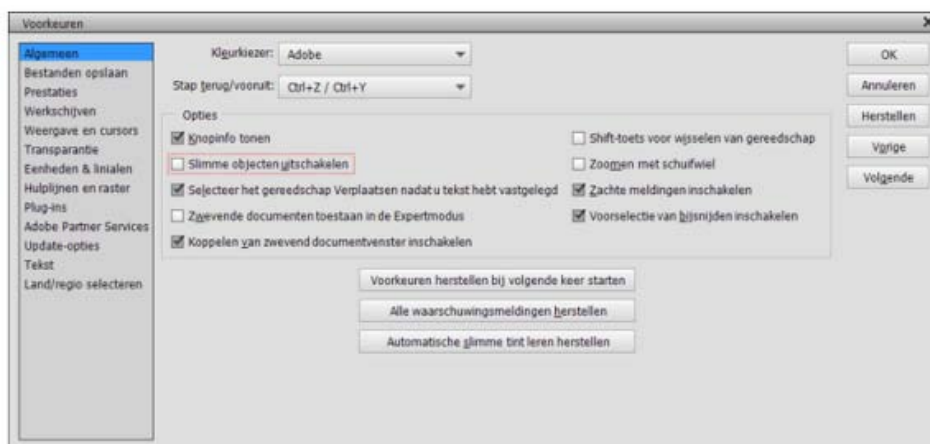 Voorkeuren
Algemeen
Bestanden opslaan
Prestaties
Werkschijven
Weergave en cursors
Transparantie
Eenheden & linialen
Hulplijnen en raster
Plug-ins
Adobe Partner Services
Update-opties
Tekst
Land/regio selecteren
Kleurkiezer: Adobe
Stap terug/vooruit: Ctrl+Z / Ctrl+Y
Opties
Knopinfo tonen
Slimme objecten uitschakelen
Selecteer het gereedschap Verplaatsen nadat u tekst hebt vastgelegd
Zwevende documenten toestaan in de Expertmodus
Koppelen van zwevend documentvenster inschakelen
Shift-toets voor wisselen van gereedschap
Zoomen met schuifwiel
Zachte meldingen inschakelen
Voorselectie van bijsnijden inschakelen
Voorkeuren herstellen bij volgende keer starten
Alle waarschuwingsmeldingen herstellen
Automatische slimme tint leren herstellen
OK
Annuleren
Herstellen
Vorige
Volgende